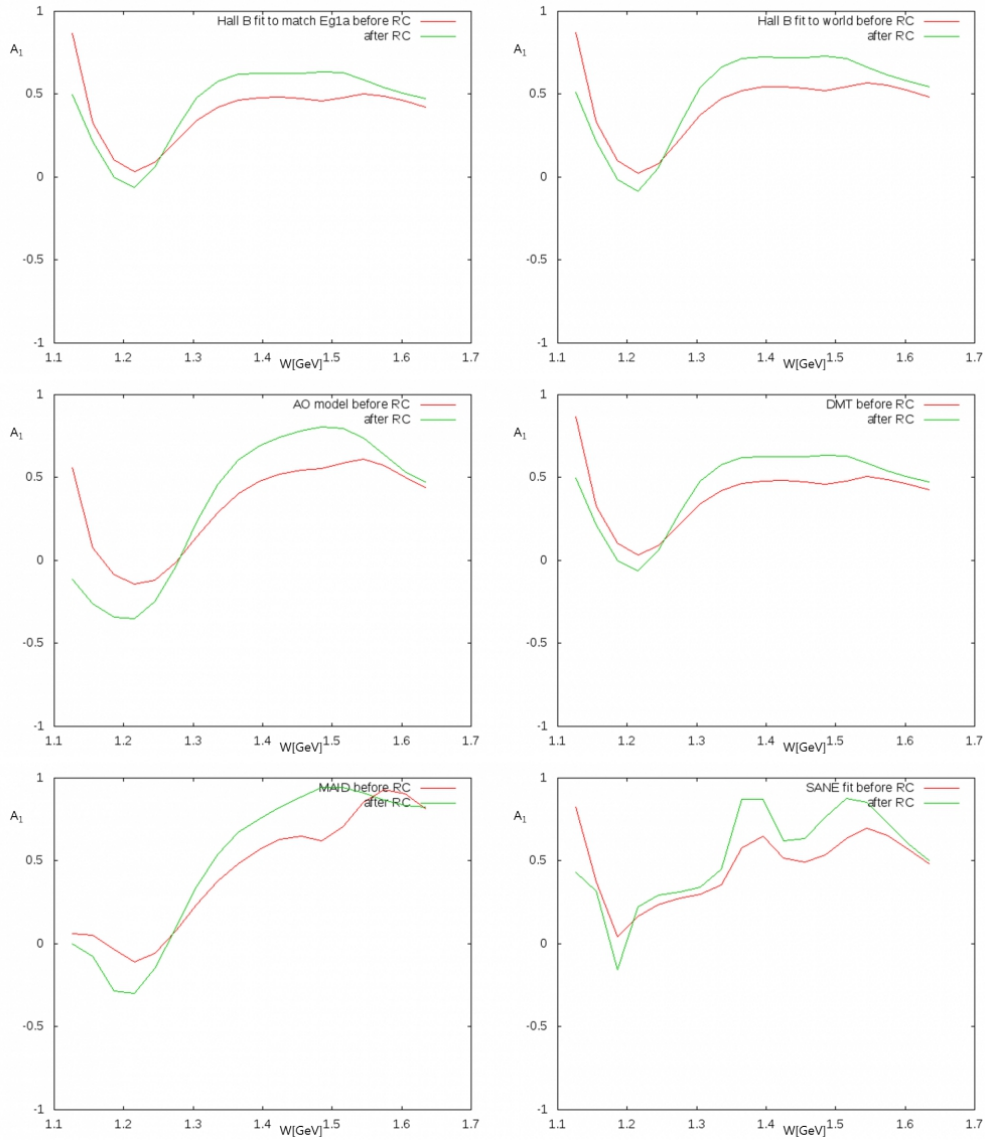 1
Hall B fit to match Eg1a before RC
after RC
A1
0.5
0
-0.5
-1
1.1 1.2 1.3 1.4 1.5 1.6 1.7
W[GeV]
1
Hall B fit to world before RC
after RC
A1
0.5
0
-0.5
-1
1.1 1.2 1.3 1.4 1.5 1.6 1.7
W[GeV]
1
AO model before RC
after RC
A1
0.5
0
-0.5
-1
1.1 1.2 1.3 1.4 1.5 1.6 1.7
W[GeV]
1
DMT before RC
after RC
A1
0.5
0
-0.5
-1
1.1 1.2 1.3 1.4 1.5 1.6 1.7
W[GeV]
1
MAID before RC
after RC
A1
0.5
0
0.5
-1
1.1 1.2 1.3 1.4 1.5 1.6 1.7
W[GeV]
1
SANE fit before RC
after RC
A1
0.5
0
0.5
-1
1.1 1.2 1.3 1.4 1.5 1.6 1.7
W[GeV]